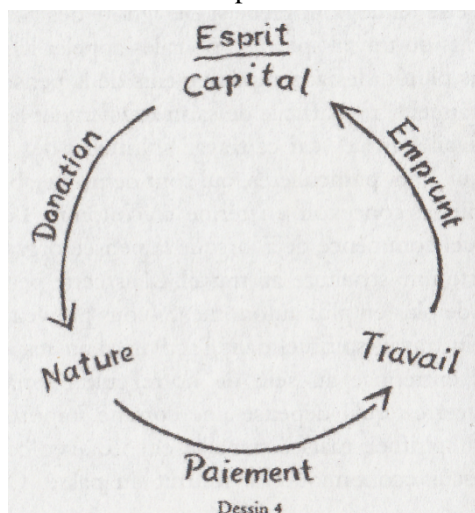 Esprit
Capital
Donation
Emprunt
Nature
Travail
Paiement
Dessin 4